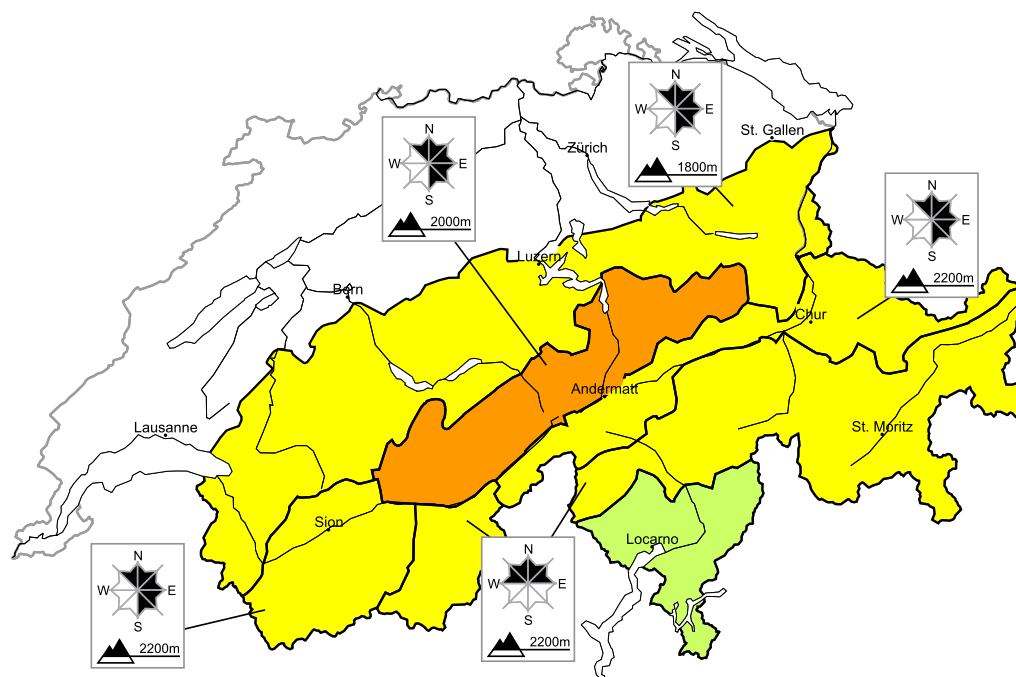 N
W E
S
1800m
St. Gallen
Zürich
N
W E
S
2000m
N
W E
S
2200m
Luzern
Bern
Chur
Andermatt
Lausanne
St. Moritz
Sion
Locarno
N
W E
S
2200m
N
W E
S
2200m